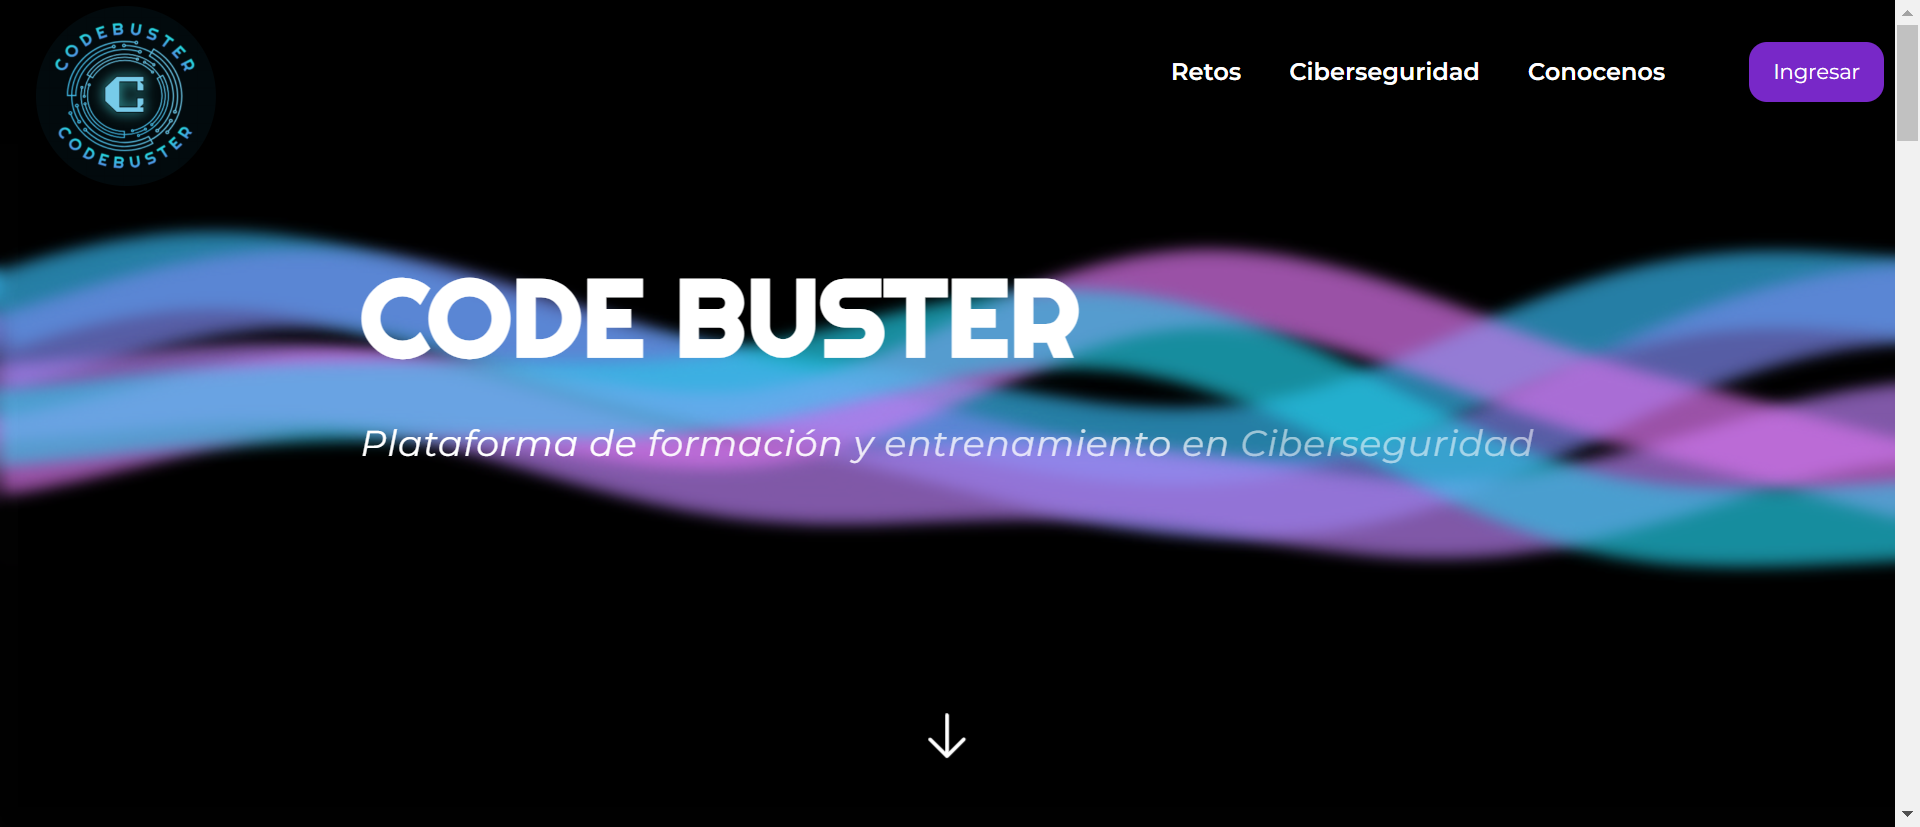 CODEBUSTER
C
CODEBUSTER
Retos Ciberseguridad Conocenos Ingresar
CODE BUSTER
Plataforma de formación y entrenamiento en Ciberseguridad